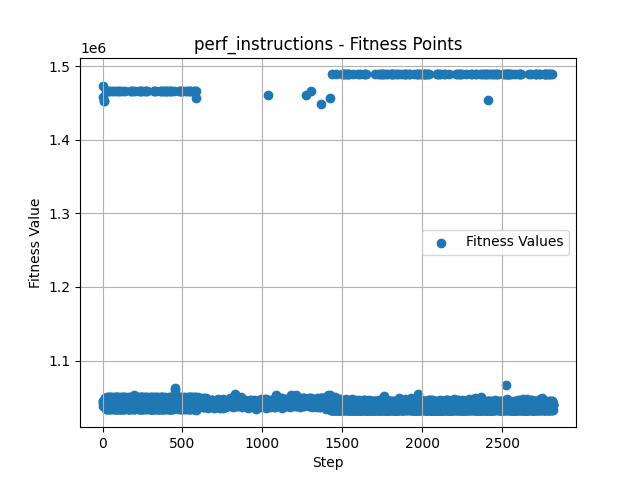 perf_instructions - Fitness Points
1e6
1.5
1.4
1.3
1.2
1.1
Fitness Value
Fitness Values
0
500
1000
1500
2000
2500
Step